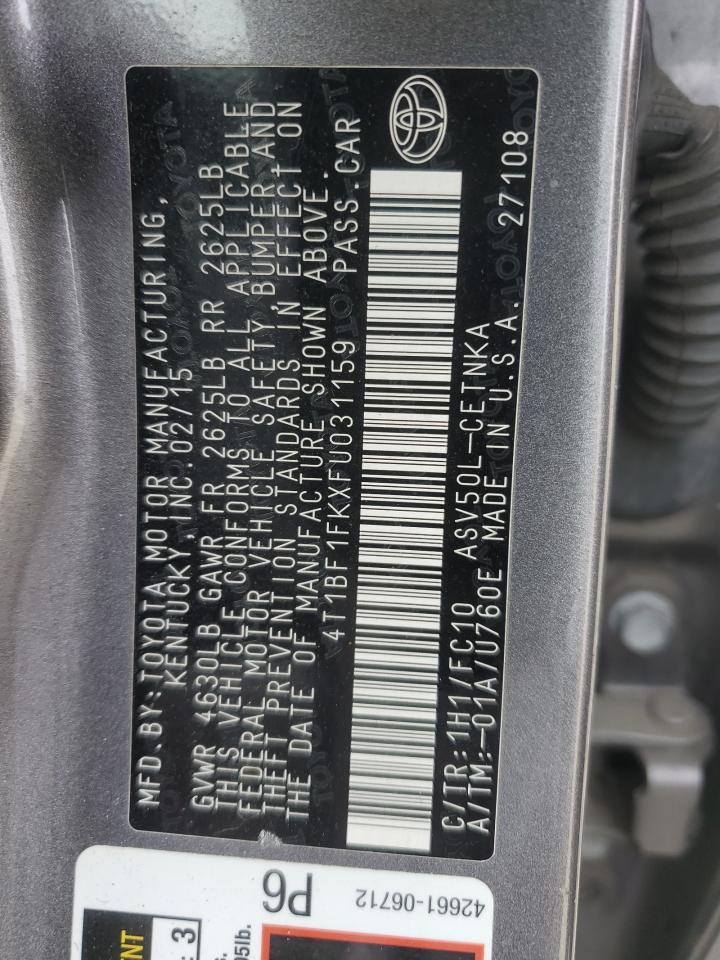 MFD.BY:TOYOTA MOTOR MANUFACTURING,
KENTUCKY,INC.02/15
GVWR 4630LB GAWR FR 2625LB RR 2625LB
THIS VEHICLE CONFORMS TO ALL APPLICABLE
FEDERAL MOTOR VEHICLE SAFETY, BUMPER,AND
THEFT PREVENTION STANDARDS IN EFFECT ON
THE DATE OF MANUFACTURE SHOWN ABOVE.
4T1BF1FKXFU031159 PASS.CAR
C/TR:1H1/FC10 ASV50L-CETNKA
A/TM:-01A/U760E MADE IN U.S.A. 27108
P6
42661-06712
3